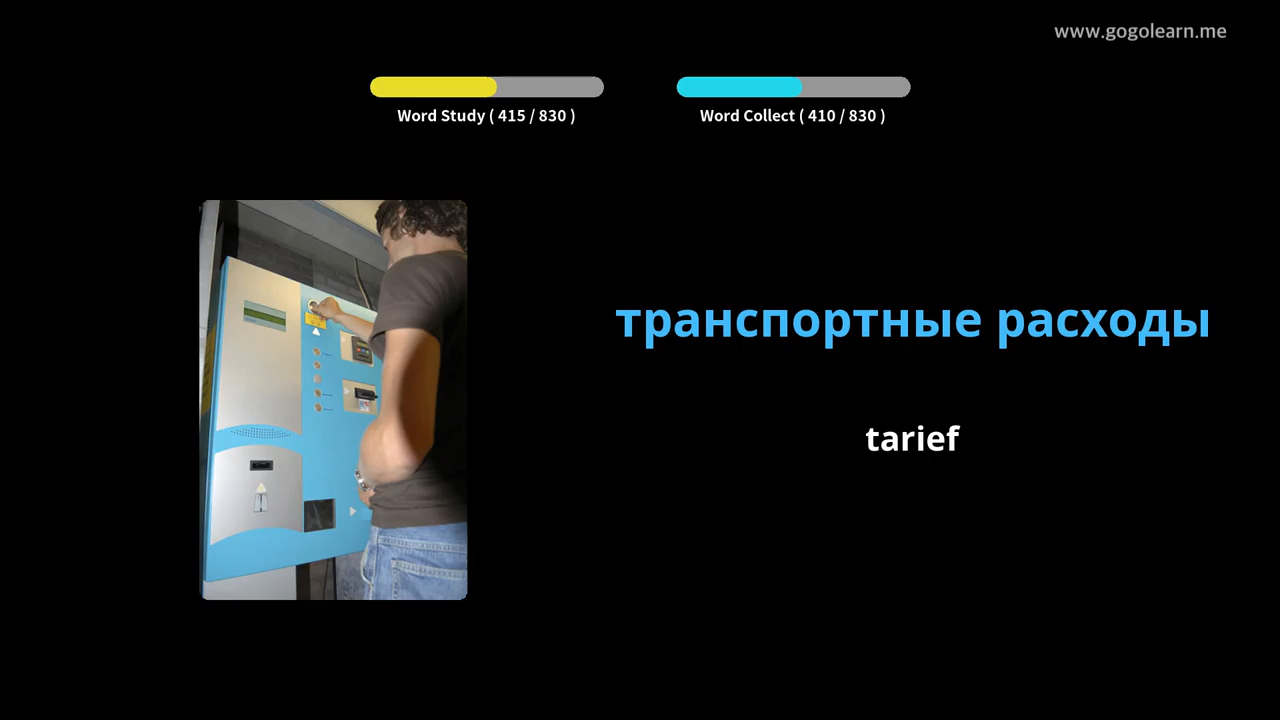 www.gogolearn.me
Word Study ( 415 / 830 )
Word Collect ( 410 / 830 )
транспортные расходы
tarief